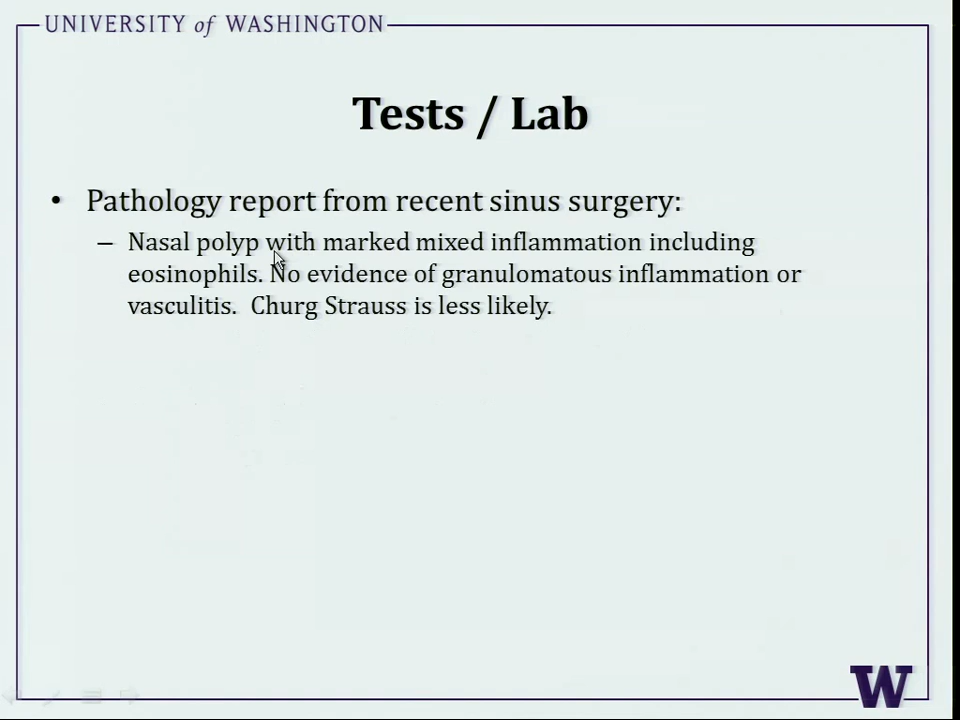 UNIVERSITY of WASHINGTON
Tests / Lab
• Pathology report from recent sinus surgery:
– Nasal polyp with marked mixed inflammation including
eosinophils. No evidence of granulomatous inflammation or
vasculitis. Churg Strauss is less likely.
W